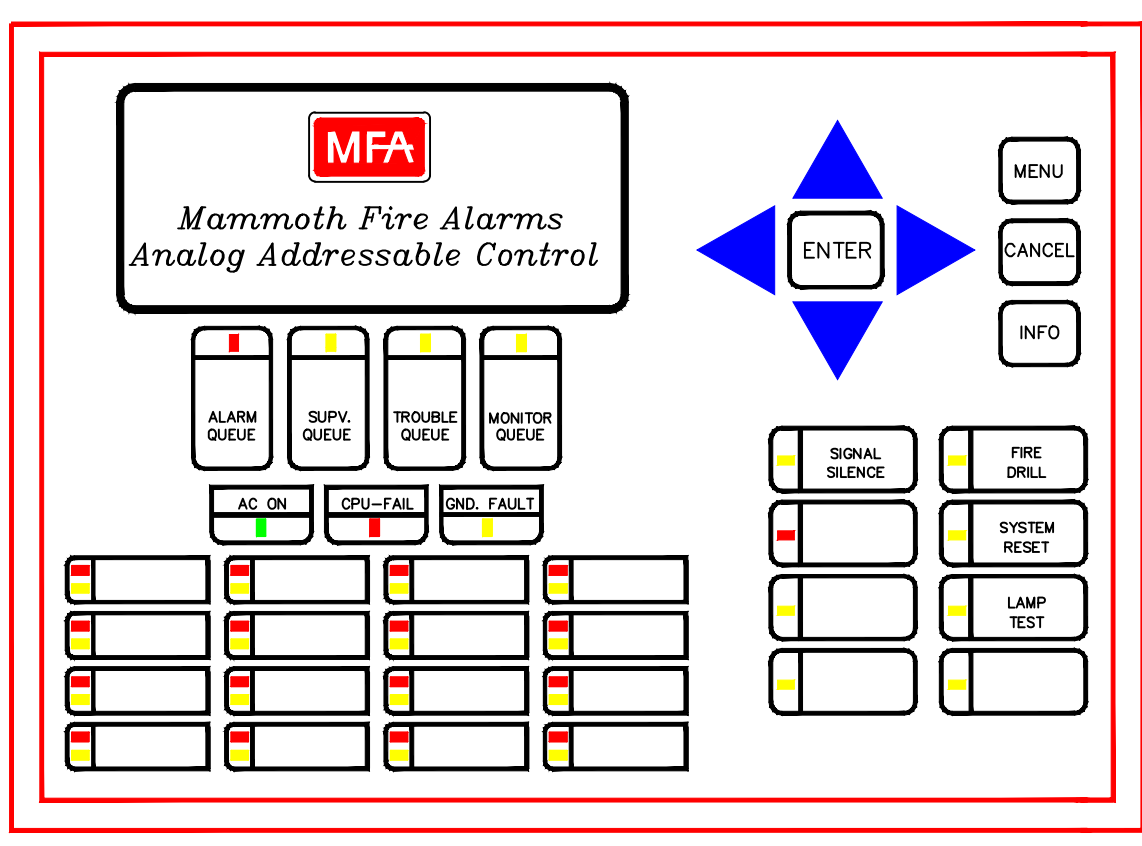 MFA
Mammoth Fire Alarms
Analog Addressable Control
ENTER
MENU
CANCEL
INFO
ALARM
QUEUE
SUPV.
QUEUE
TROUBLE
QUEUE
MONITOR
QUEUE
AC ON
CPU-FAIL
GND. FAULT
SIGNAL
SILENCE
FIRE
DRILL
SYSTEM
RESET
LAMP
TEST